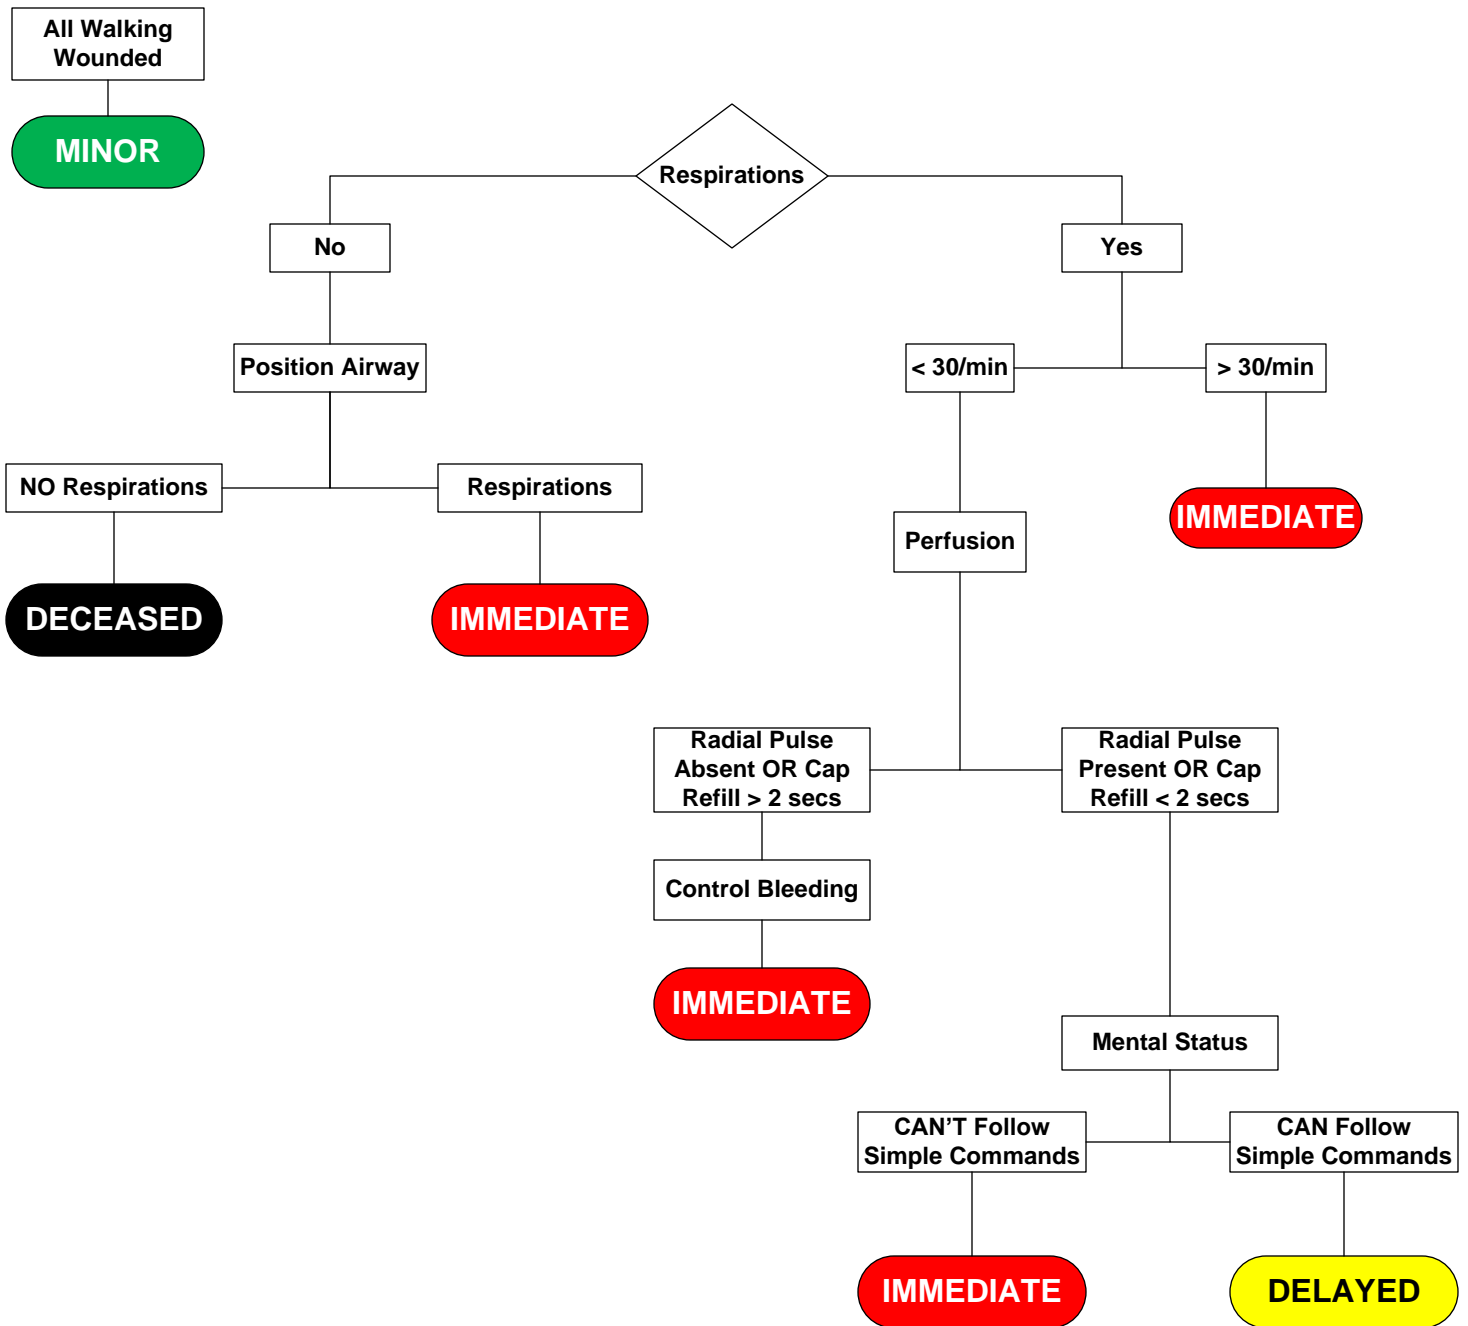 All Walking
Wounded
MINOR
Respirations
No
Yes
Position Airway
< 30/min
> 30/min
NO Respirations
Respirations
IMMEDIATE
Perfusion
DECEASED
IMMEDIATE
Radial Pulse
Absent OR Cap
Refill > 2 secs
Radial Pulse
Present OR Cap
Refill < 2 secs
Control Bleeding
IMMEDIATE
Mental Status
CAN’T Follow
Simple Commands
CAN Follow
Simple Commands
IMMEDIATE
DELAYED